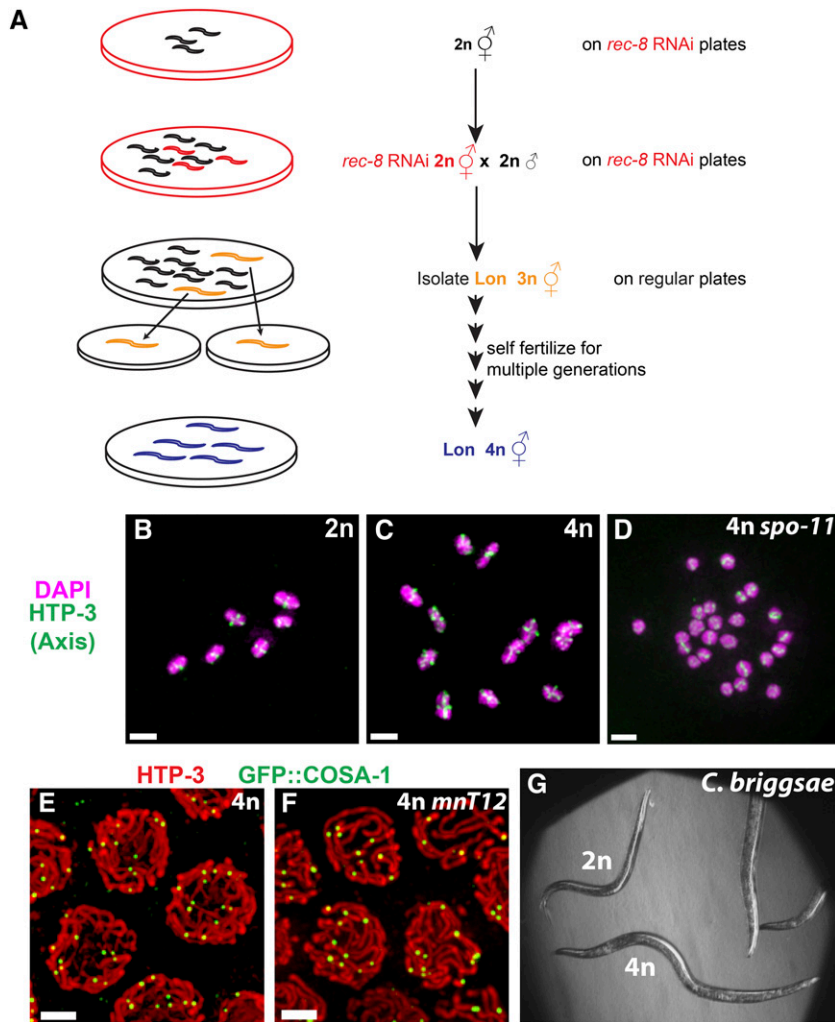 A
2n ⚥ on rec-8 RNAi plates
rec-8 RNAi 2n ⚥ x 2n ♂ on rec-8 RNAi plates
Isolate Lon 3n ⚥ on regular plates
self fertilize for
multiple generations
Lon 4n ⚥
B 2n
C 4n
D 4n spo-11
DAPI
HTP-3
(Axis)
HTP-3 GFP::COSA-1
E 4n
F 4n mnT12
G C. briggsae
2n
4n